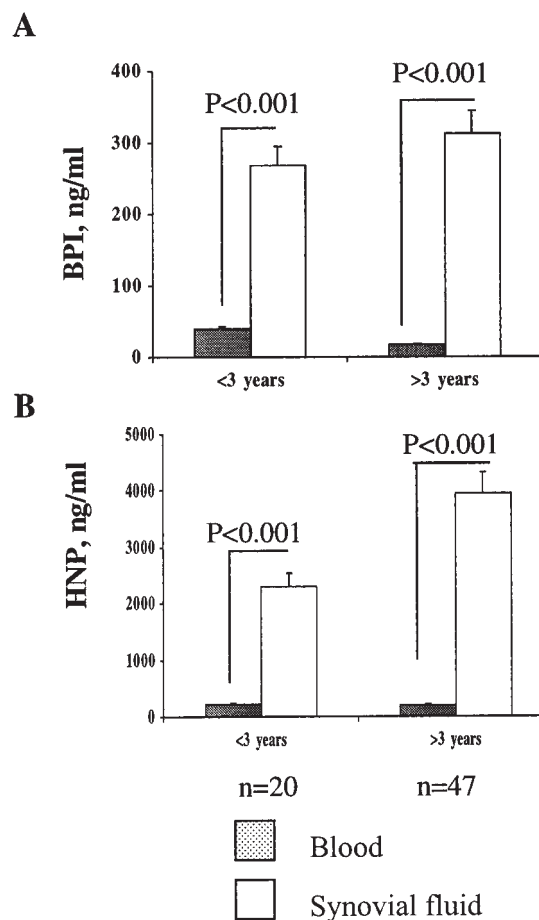 A
400
300
200
100
0
BPI, ng/ml
P<0.001
P<0.001
<3 years
>3 years
B
5000
4000
3000
2000
1000
0
HNP, ng/ml
P<0.001
P<0.001
<3 years
>3 years
n=20
n=47
Blood
Synovial fluid